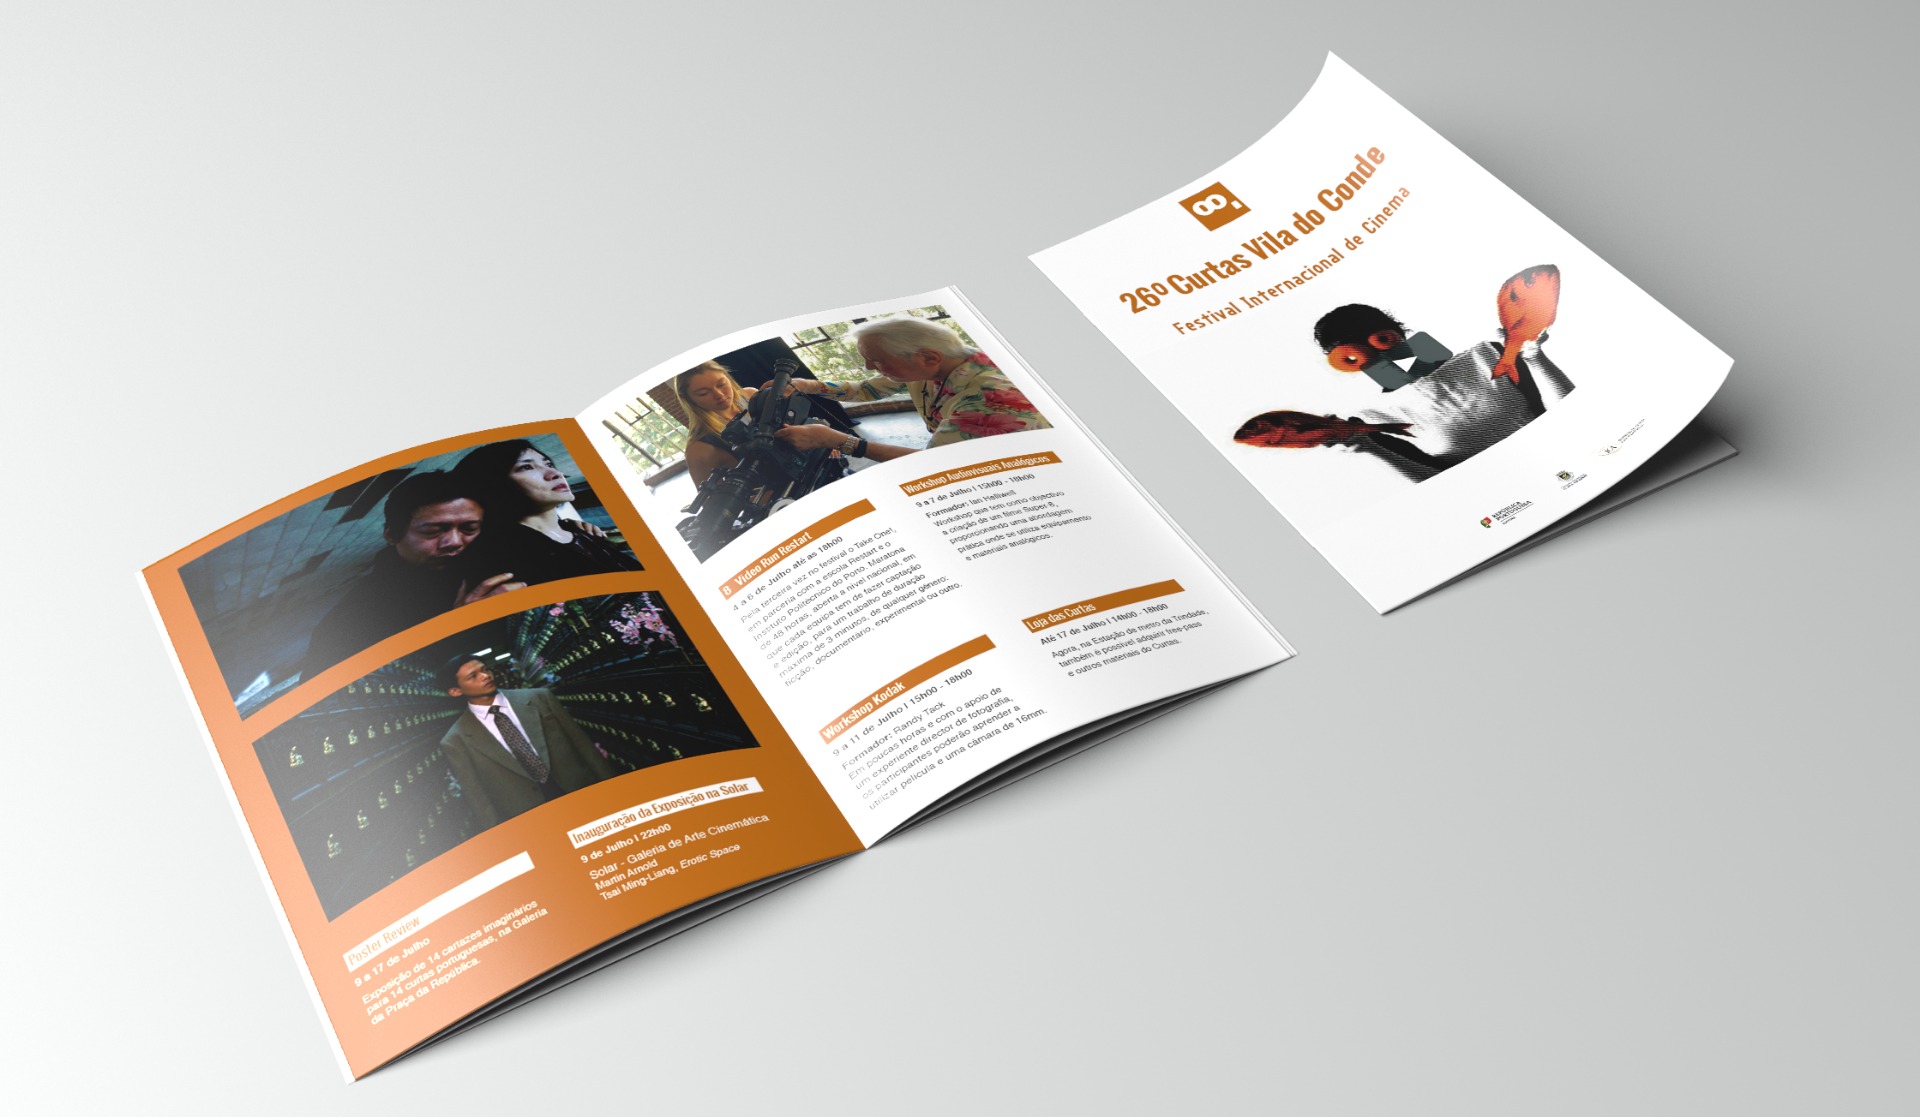 Poster Review
9 a 17 de Julho
Exposição de 14 cartazes imaginários
para 14 curtas portuguesas, na Galeria
da Praça da República.
Inauguração da Exposição na Solar
9 de Julho | 22h00
Solar - Galeria de Arte Cinemática
Martin Arnold
Tsai Ming-Liang, Erotic Space
8 Video Run Restart
4 a 6 de Julho até as 18h00
Pela terceira vez no festival o Take One!,
em parceria com a escola Restart e o
Instituto Politécnico do Porto. Maratona
de 48 horas, aberta a nível nacional, em
que cada equipa tem de fazer captação
e edição, para um trabalho de duração
máxima de 3 minutos, de qualquer género:
ficção, documentário, experimental ou outro.
Workshop Kodak
9 a 11 de Julho | 15h00 - 18h00
Formador: Randy Tack
Em poucas horas e com o apoio de
um experiente director de fotografia,
os participantes poderão aprender a
utilizar película e uma câmara de 16mm.
Workshop Audiovisuais Analógicos
9 a 7 de Julho | 15h00 - 18h00
Formador: Ian Helliwell
Workshop que tem como objectivo
a criação de um filme Super 8,
proporcionando uma abordagem
prática onde se utiliza equipamento
e materiais analógicos.
Loja das Curtas
Até 17 de Julho | 14h00 - 18h00
Agora, na Estação de metro da Trindade,
também é possível adquirir free-pass
e outros materiais do Curtas.
8.
26º Curtas Vila do Conde
Festival Internacional de Cinema
REPÚBLICA
PORTUGUESA